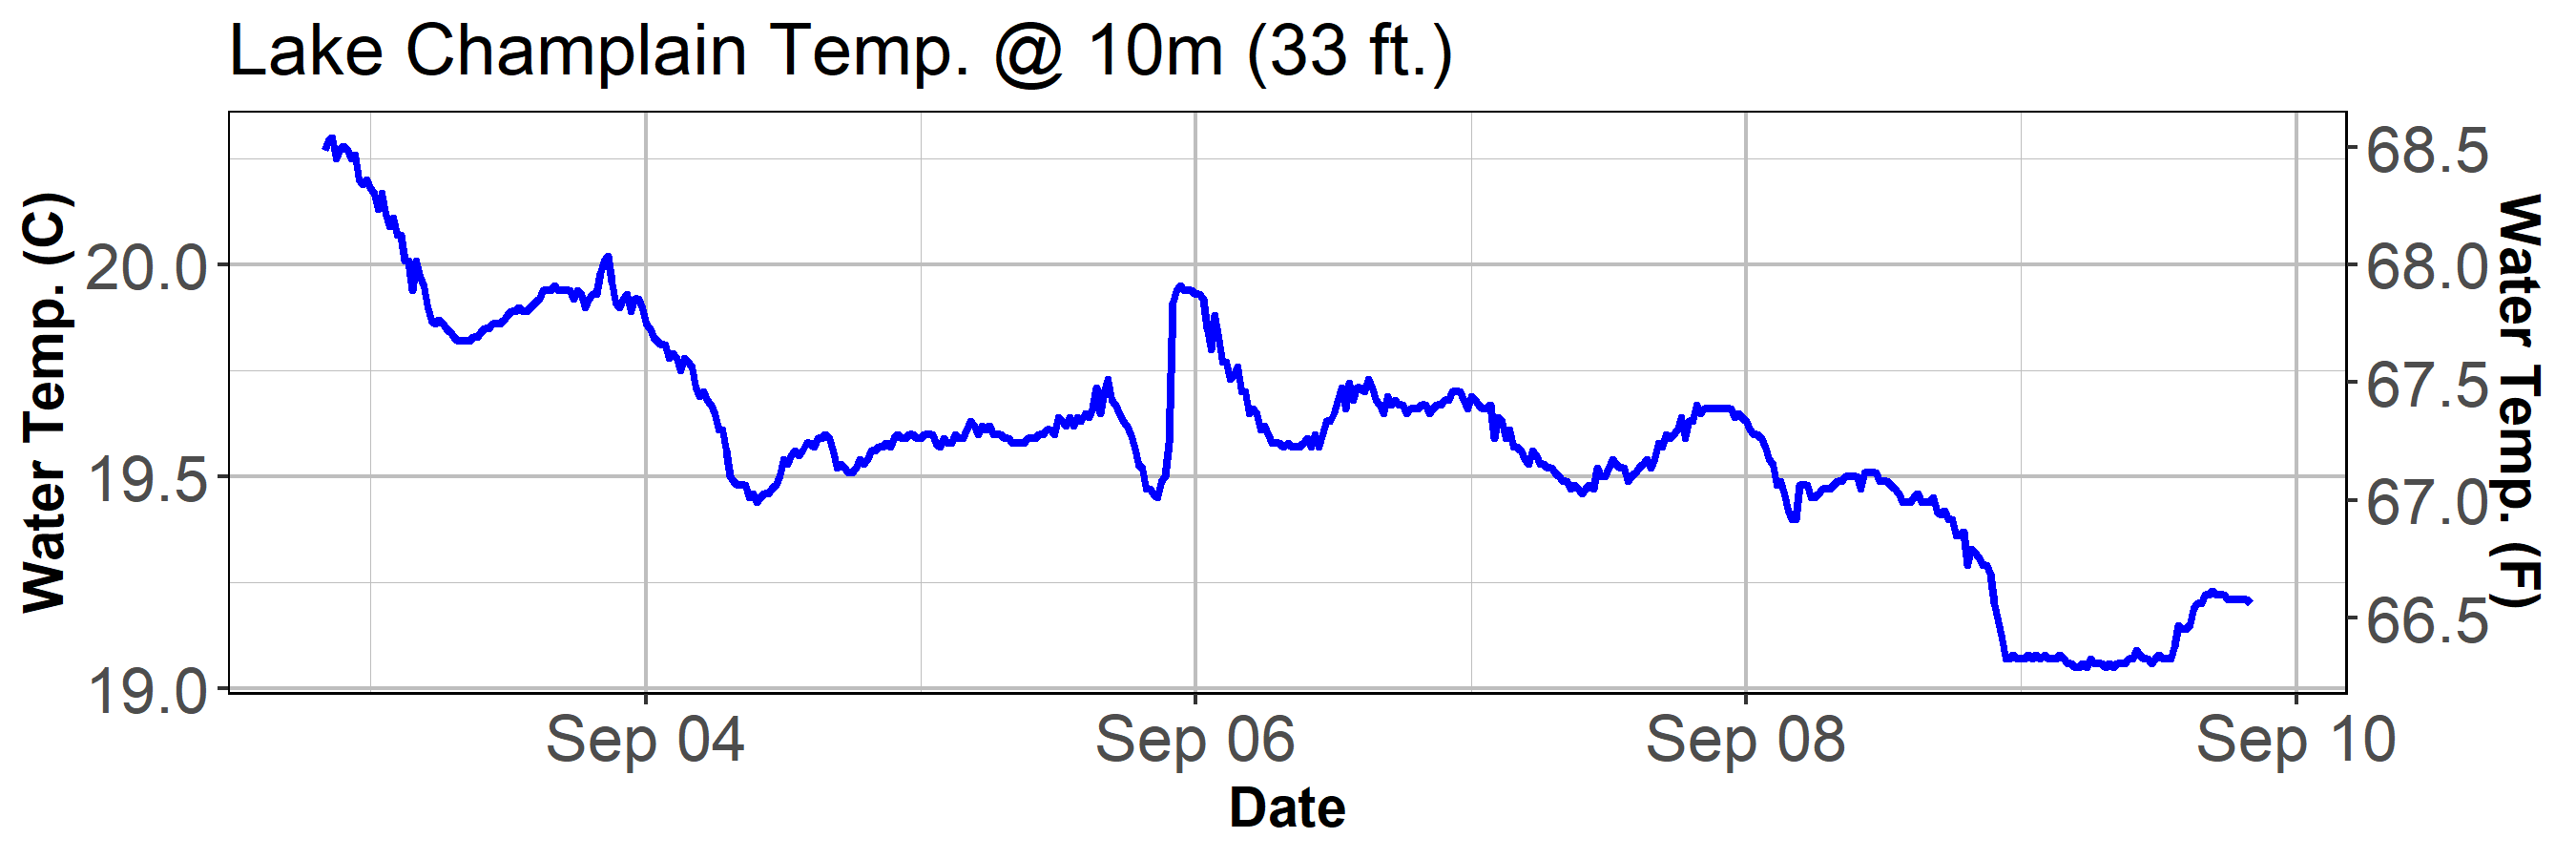 Lake Champlain Temp. @ 10m (33 ft.)
Water Temp. (C)
20.0
19.5
19.0
68.5
68.0
67.5
67.0
66.5
Water Temp. (F)
Sep 04
Sep 06
Sep 08
Sep 10
Date